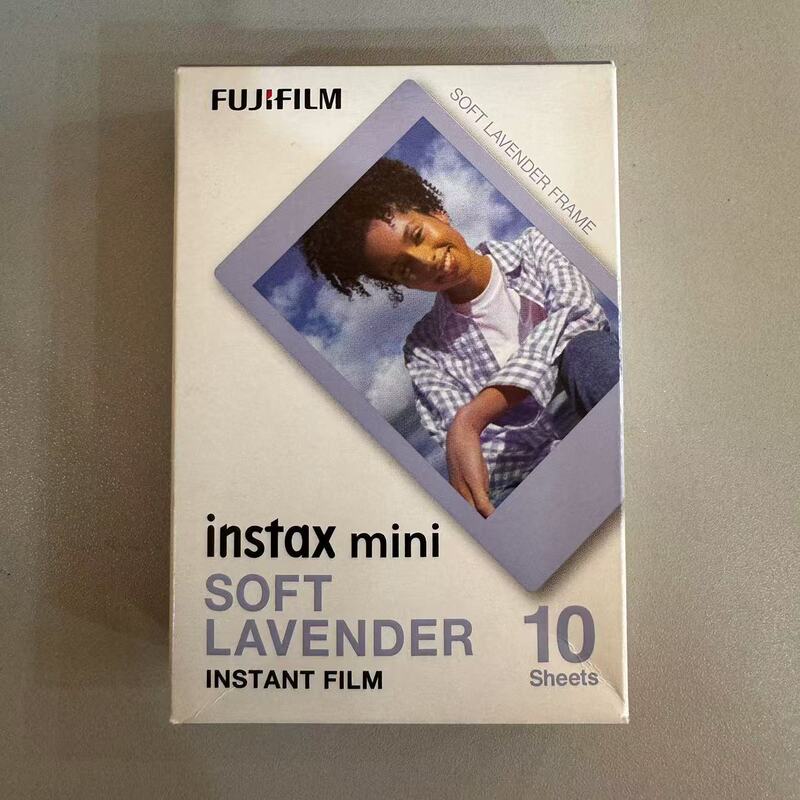 FUJIFILM
SOFT LAVENDER FRAME
instax mini
SOFT
LAVENDER
INSTANT FILM
10
Sheets